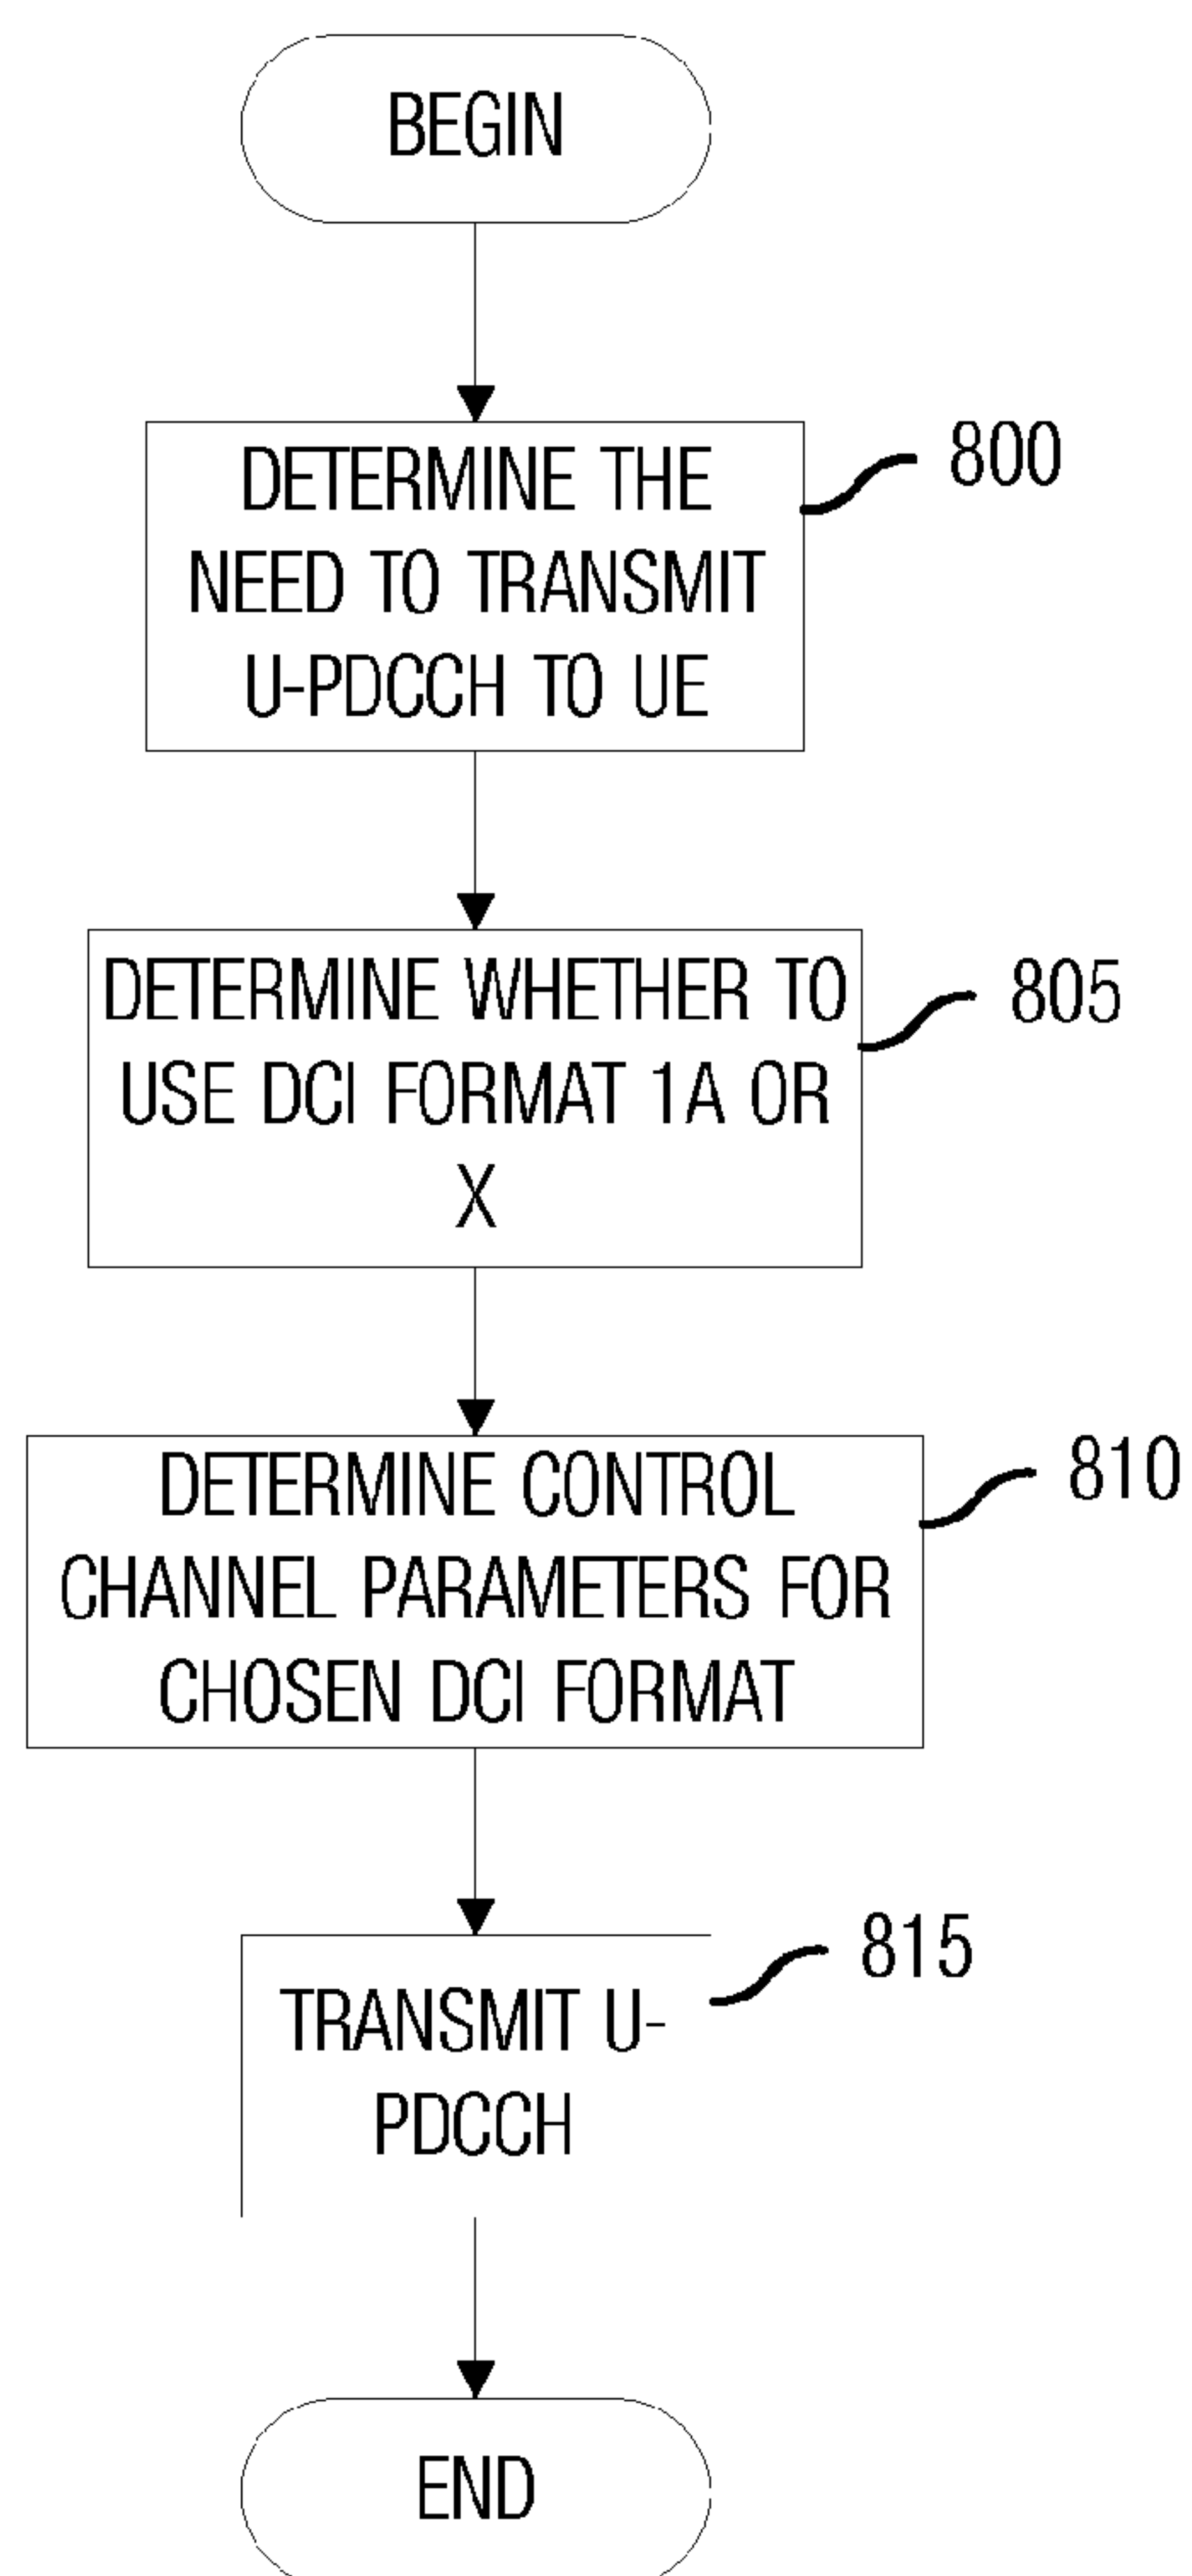 BEGIN
DETERMINE THE
NEED TO TRANSMIT
U-PDCCH TO UE
800
DETERMINE WHETHER TO
USE DCI FORMAT 1A OR
X
805
DETERMINE CONTROL
CHANNEL PARAMETERS FOR
CHOSEN DCI FORMAT
810
TRANSMIT U-
PDCCH
815
END